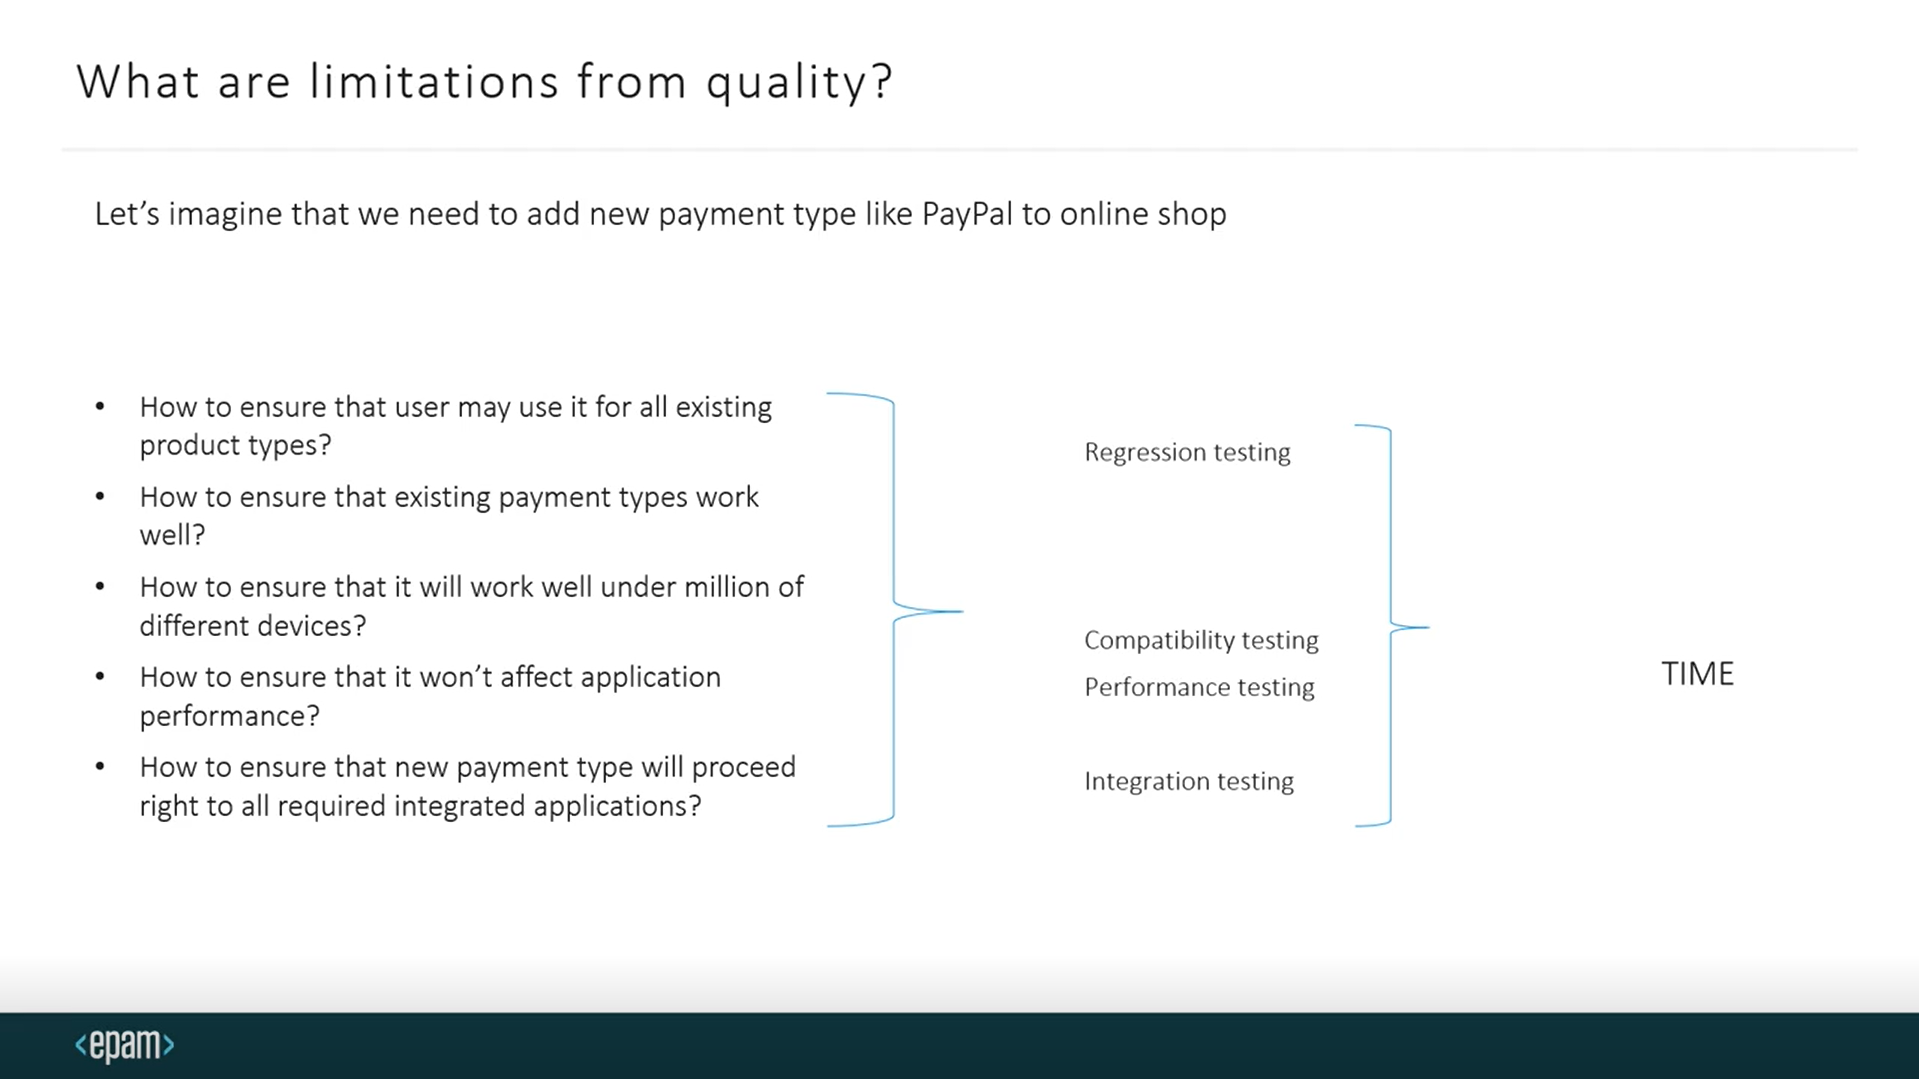 What are limitations from quality?
Let’s imagine that we need to add new payment type like PayPal to online shop
• How to ensure that user may use it for all existing
product types?
• How to ensure that existing payment types work
well?
• How to ensure that it will work well under million of
different devices?
• How to ensure that it won’t affect application
performance?
• How to ensure that new payment type will proceed
right to all required integrated applications?
Regression testing
Compatibility testing
Performance testing
Integration testing
TIME
<epam>